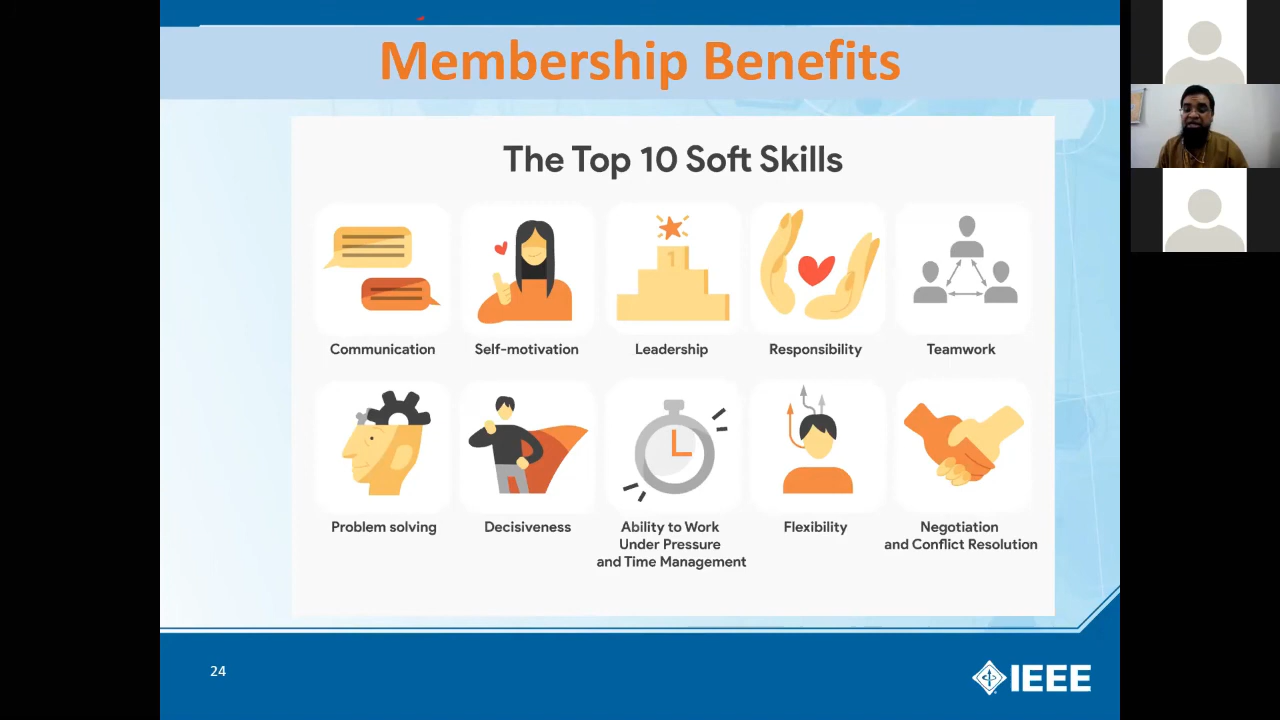 Membership Benefits
The Top 10 Soft Skills
1
Communication
Self-motivation
Leadership
Responsibility
Teamwork
Problem solving
Decisiveness
Ability to Work
Under Pressure
and Time Management
Flexibility
Negotiation
and Conflict Resolution
24
IEEE